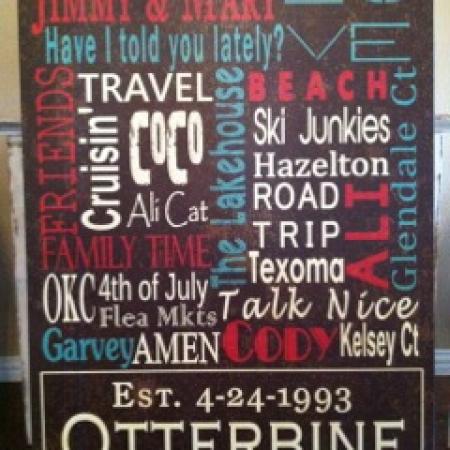 JIMMY & MARY
Have I told you lately?
VE
FRIENDS
TRAVEL
Cruisin'
COCO
Ali Cat
The Lakehouse
BEACH
Ski Junkies
Hazelton
ROAD
TRIP
Texoma
ALI
Glendale Ct
FAMILY TIME
OKC
4th of July
Flea Mkts
Talk Nice
Garvey
AMEN
CODY
Kelsey Ct
EST. 4-24-1993
OTTERBINE